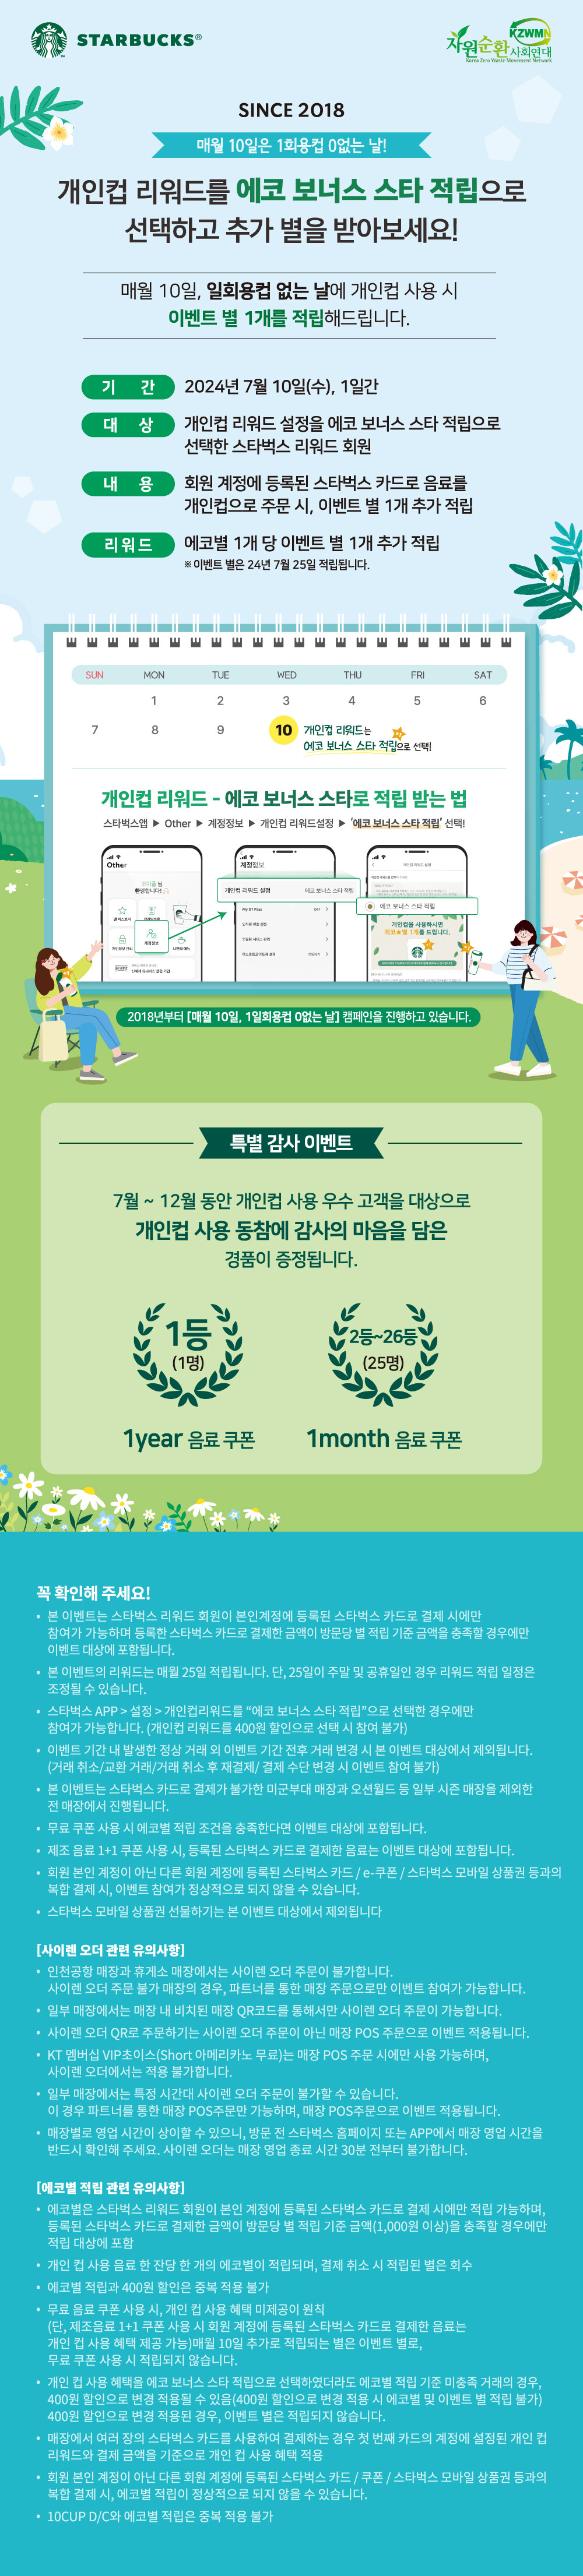 STARBUCKS®
자원순환사회연대
KZWMN
Korea Zero Waste Movement Network
SINCE 2018
매월 10일은 1회용컵 0없는 날!
개인컵 리워드를 에코 보너스 스타 적립으로
선택하고 추가 별을 받아보세요!
매월 10일, 일회용컵 없는 날에 개인컵 사용 시
이벤트 별 1개를 적립해드립니다.
기 간 2024년 7월 10일(수), 1일간
대 상 개인컵 리워드 설정을 에코 보너스 스타 적립으로
선택한 스타벅스 리워드 회원
내 용 회원 계정에 등록된 스타벅스 카드로 음료를
개인컵으로 주문 시, 이벤트 별 1개 추가 적립
리워드 에코별 1개 당 이벤트 별 1개 추가 적립
※ 이벤트 별은 24년 7월 25일 적립됩니다.
SUN MON TUE WED THU FRI SAT
1 2 3 4 5 6
7 8 9 10 개인컵 리워드는
에코 보너스 스타 적립으로 선택!
개인컵 리워드 - 에코 보너스 스타로 적립 받는 법
스타벅스앱 ▶ Other ▶ 계정정보 ▶ 개인컵 리워드설정 ▶ '에코 보너스 스타 적립' 선택!
Other
환영합니다!
계정정보
계정정보
개인컵 리워드 설정 에코 보너스 스타 적립
My DT Pass OFF
개인컵 리워드 설정
에코 보너스 스타 적립
개인컵을 사용하시면
에코★별 1개를 드립니다.
2018년부터 [매월 10일, 1일회용컵 0없는 날] 캠페인을 진행하고 있습니다.
특별 감사 이벤트
7월 ~ 12월 동안 개인컵 사용 우수 고객을 대상으로
개인컵 사용 동참에 감사의 마음을 담은
경품이 증정됩니다.
1등
(1명)
2등~26등
(25명)
1year 음료 쿠폰
1month 음료 쿠폰
꼭 확인해 주세요!
• 본 이벤트는 스타벅스 리워드 회원이 본인계정에 등록된 스타벅스 카드로 결제 시에만
참여가 가능하며 등록한 스타벅스 카드로 결제한 금액이 방문당 별 적립 기준 금액을 충족할 경우에만
이벤트 대상에 포함됩니다.
• 본 이벤트의 리워드는 매월 25일 적립됩니다. 단, 25일이 주말 및 공휴일인 경우 리워드 적립 일정은
조정될 수 있습니다.
• 스타벅스 APP > 설정 > 개인컵리워드를 “에코 보너스 스타 적립”으로 선택한 경우에만
참여가 가능합니다. (개인컵 리워드를 400원 할인으로 선택 시 참여 불가)
• 이벤트 기간 내 발생한 정상 거래 외 이벤트 기간 전후 거래 변경 시 본 이벤트 대상에서 제외됩니다.
(거래 취소/교환 거래/거래 취소 후 재결제/ 결제 수단 변경 시 이벤트 참여 불가)
• 본 이벤트는 스타벅스 카드로 결제가 불가한 미군부대 매장과 오션월드 등 일부 시즌 매장을 제외한
전 매장에서 진행됩니다.
• 무료 쿠폰 사용 시 에코별 적립 조건을 충족한다면 이벤트 대상에 포함됩니다.
• 제조 음료 1+1 쿠폰 사용 시, 등록된 스타벅스 카드로 결제한 음료는 이벤트 대상에 포함됩니다.
• 회원 본인 계정이 아닌 다른 회원 계정에 등록된 스타벅스 카드 / e-쿠폰 / 스타벅스 모바일 상품권 등과의
복합 결제 시, 이벤트 참여가 정상적으로 되지 않을 수 있습니다.
• 스타벅스 모바일 상품권 선물하기는 본 이벤트 대상에서 제외됩니다
[사이렌 오더 관련 유의사항]
• 인천공항 매장과 휴게소 매장에서는 사이렌 오더 주문이 불가합니다.
사이렌 오더 주문 불가 매장의 경우, 파트너를 통한 매장 주문으로만 이벤트 참여가 가능합니다.
• 일부 매장에서는 매장 내 비치된 매장 QR코드를 통해서만 사이렌 오더 주문이 가능합니다.
• 사이렌 오더 QR로 주문하기는 사이렌 오더 주문이 아닌 매장 POS 주문으로 이벤트 적용됩니다.
• KT 멤버십 VIP초이스(Short 아메리카노 무료)는 매장 POS 주문 시에만 사용 가능하며,
사이렌 오더에서는 적용 불가합니다.
• 일부 매장에서는 특정 시간대 사이렌 오더 주문이 불가할 수 있습니다.
이 경우 파트너를 통한 매장 POS주문만 가능하며, 매장 POS주문으로 이벤트 적용됩니다.
• 매장별로 영업 시간이 상이할 수 있으니, 방문 전 스타벅스 홈페이지 또는 APP에서 매장 영업 시간을
반드시 확인해 주세요. 사이렌 오더는 매장 영업 종료 시간 30분 전부터 불가합니다.
[에코별 적립 관련 유의사항]
• 에코별은 스타벅스 리워드 회원이 본인 계정에 등록된 스타벅스 카드로 결제 시에만 적립 가능하며,
등록된 스타벅스 카드로 결제한 금액이 방문당 별 적립 기준 금액(1,000원 이상)을 충족할 경우에만
적립 대상에 포함
• 개인 컵 사용 음료 한 잔당 한 개의 에코별이 적립되며, 결제 취소 시 적립된 별은 회수
• 에코별 적립과 400원 할인은 중복 적용 불가
• 무료 음료 쿠폰 사용 시, 개인 컵 사용 혜택 미제공이 원칙
(단, 제조음료 1+1 쿠폰 사용 시 회원 계정에 등록된 스타벅스 카드로 결제한 음료는
개인 컵 사용 혜택 제공 가능)매월 10일 추가로 적립되는 별은 이벤트 별로,
무료 쿠폰 사용 시 적립되지 않습니다.
• 개인 컵 사용 혜택을 에코 보너스 스타 적립으로 선택하였더라도 에코별 적립 기준 미충족 거래의 경우,
400원 할인으로 변경 적용될 수 있음(400원 할인으로 변경 적용 시 에코별 및 이벤트 별 적립 불가)
400원 할인으로 변경 적용된 경우, 이벤트 별은 적립되지 않습니다.
• 매장에서 여러 장의 스타벅스 카드를 사용하여 결제하는 경우 첫 번째 카드의 계정에 설정된 개인 컵
리워드와 결제 금액을 기준으로 개인 컵 사용 혜택 적용
• 회원 본인 계정이 아닌 다른 회원 계정에 등록된 스타벅스 카드 / 쿠폰 / 스타벅스 모바일 상품권 등과의
복합 결제 시, 에코별 적립이 정상적으로 되지 않을 수 있습니다.
• 10CUP D/C와 에코별 적립은 중복 적용 불가